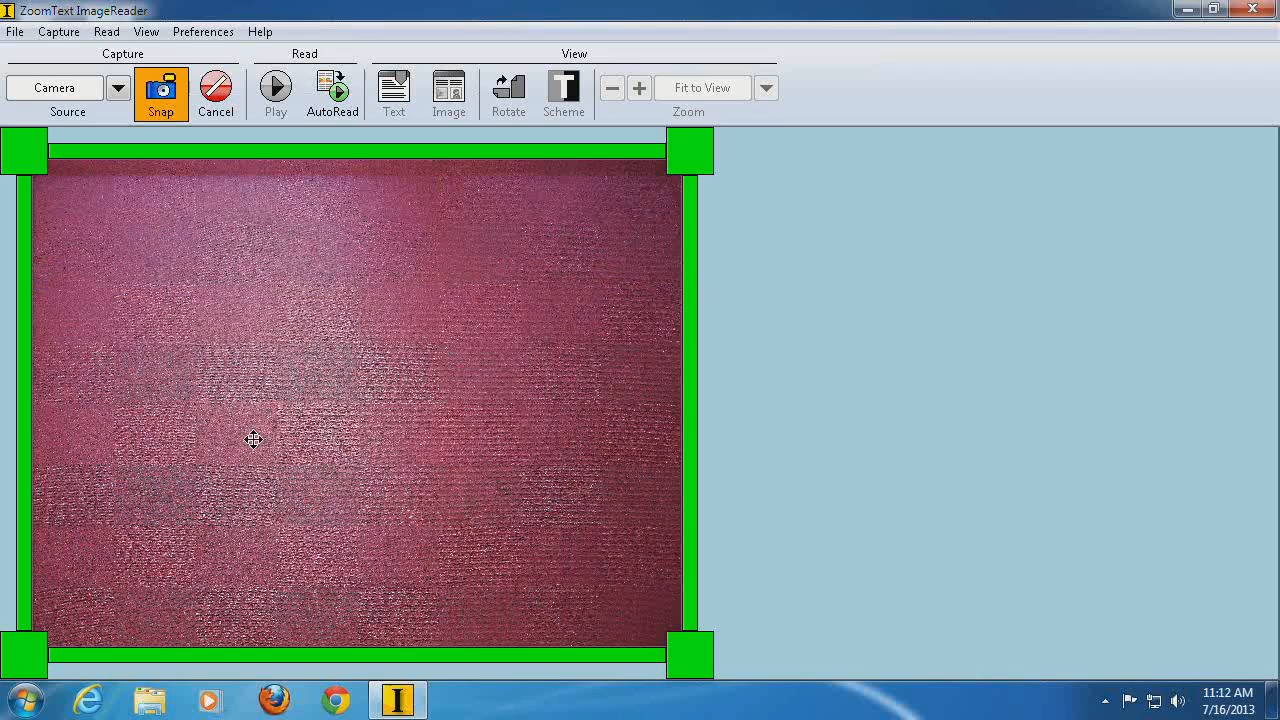 ZoomText ImageReader
File Capture Read View Preferences Help
Capture Read View
Camera Fit to View
Source Snap Cancel Play AutoRead Text Image Rotate Scheme Zoom
11:12 AM
7/16/2013